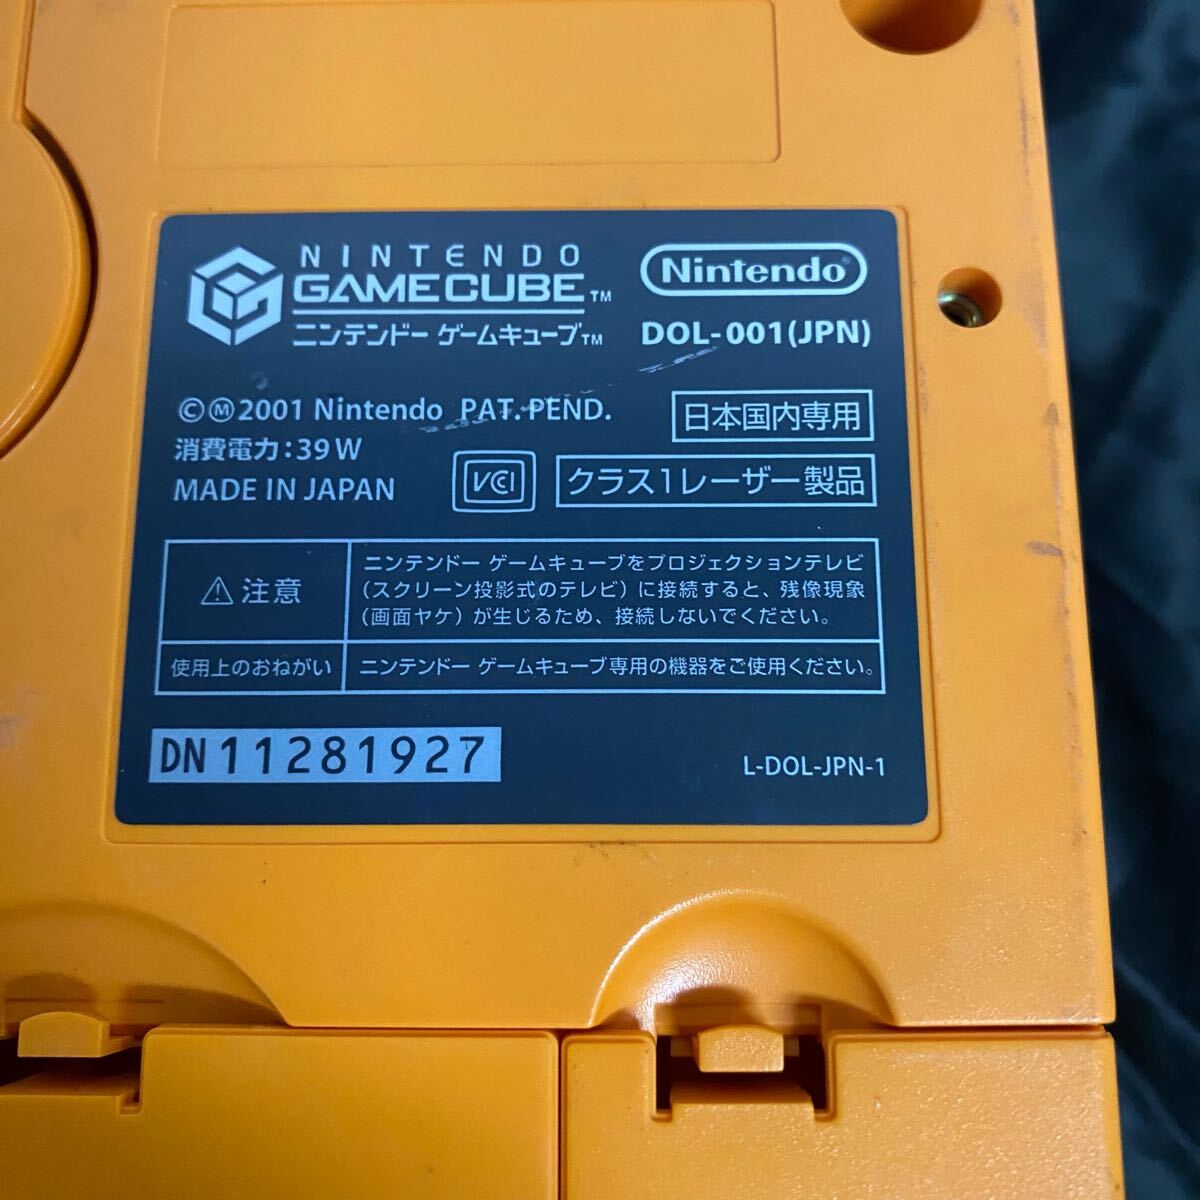 NINTENDO
GAMECUBE™
ニンテンドー ゲームキューブ™
Nintendo®
DOL-001(JPN)
©Ⓜ2001 Nintendo PAT. PEND.
日本国内専用
消費電力：39W
MADE IN JAPAN
VCI
クラス1レーザー製品
⚠注意
ニンテンドー ゲームキューブをプロジェクションテレビ
（スクリーン投影式のテレビ）に接続すると、残像現象
（画面ヤケ）が生じるため、接続しないでください。
使用上のおねがい
ニンテンドー ゲームキューブ専用の機器をご使用ください。
DN 11281927
L-DOL-JPN-1